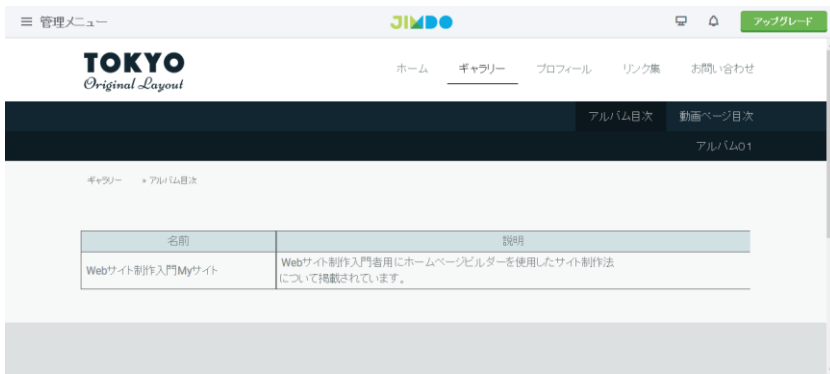 管理メニュー
JIMDO
アップグレード
TOKYO
Original Layout
ホーム ギャラリー プロフィール リンク集 お問い合わせ
アルバム目次 動画ページ目次
アルバム01
ギャラリー » アルバム目次
名前 説明
Webサイト制作入門Myサイト
Webサイト制作入門者用にホームページビルダーを使用したサイト制作法
について掲載されています。